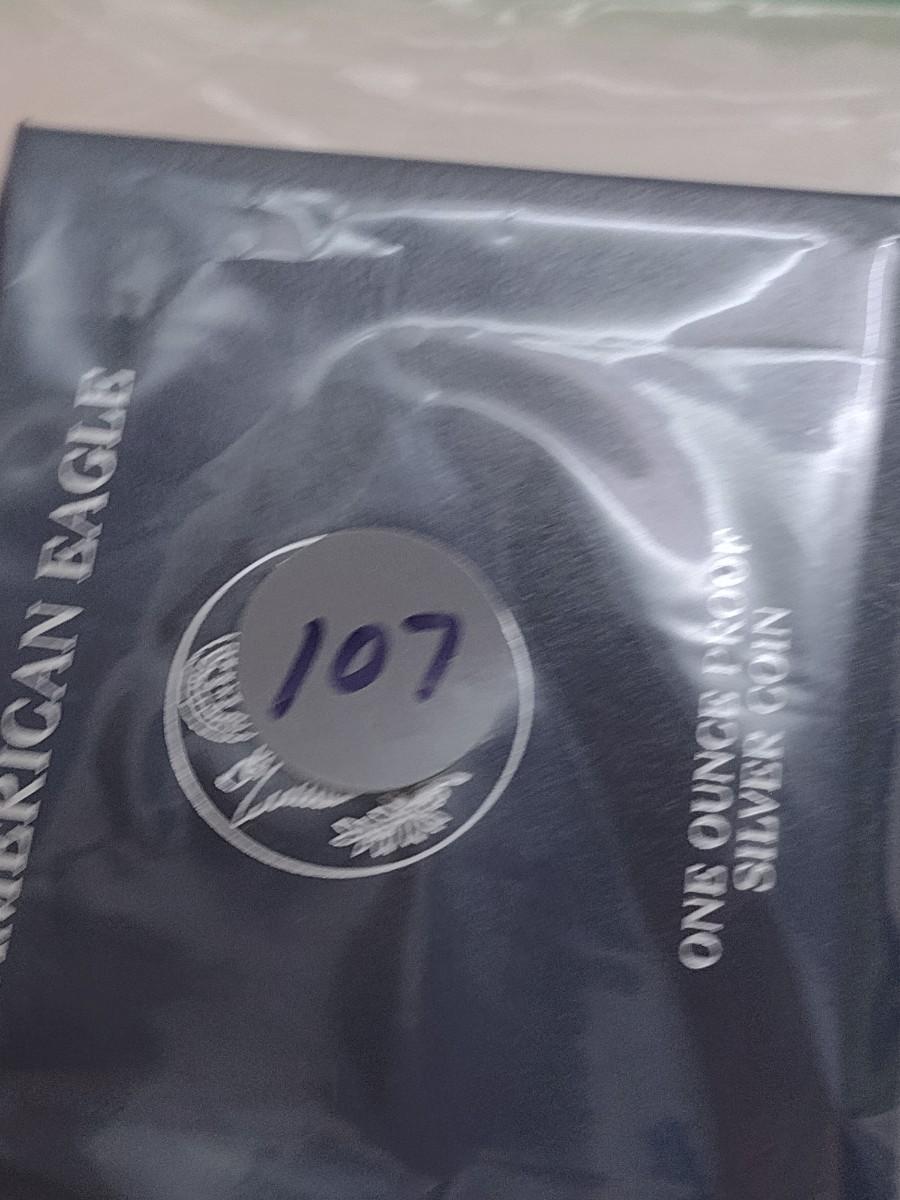 AMERICAN EAGLE
107
ONE OUNCE PROOF
SILVER COIN